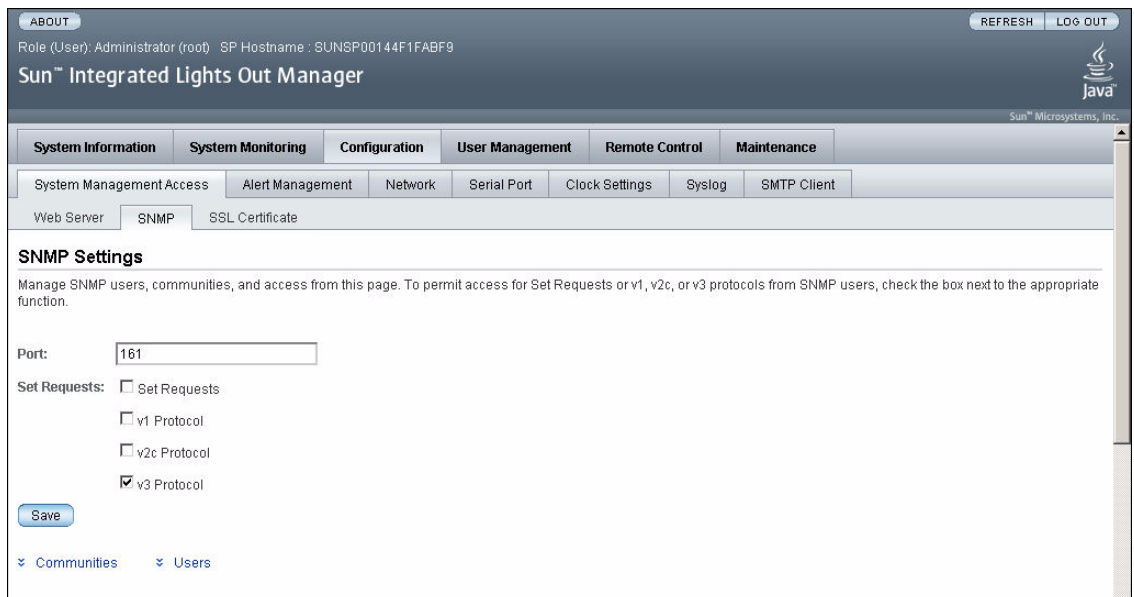 ABOUT
REFRESH LOG OUT
Role (User): Administrator (root) SP Hostname : SUNSP00144F1FABF9
Sun™ Integrated Lights Out Manager
Java™
Sun™ Microsystems, Inc.
System Information System Monitoring Configuration User Management Remote Control Maintenance
System Management Access Alert Management Network Serial Port Clock Settings Syslog SMTP Client
Web Server SNMP SSL Certificate
SNMP Settings
Manage SNMP users, communities, and access from this page. To permit access for Set Requests or v1, v2c, or v3 protocols from SNMP users, check the box next to the appropriate
function.
Port: 161
Set Requests: Set Requests
v1 Protocol
v2c Protocol
v3 Protocol
Save
Communities Users